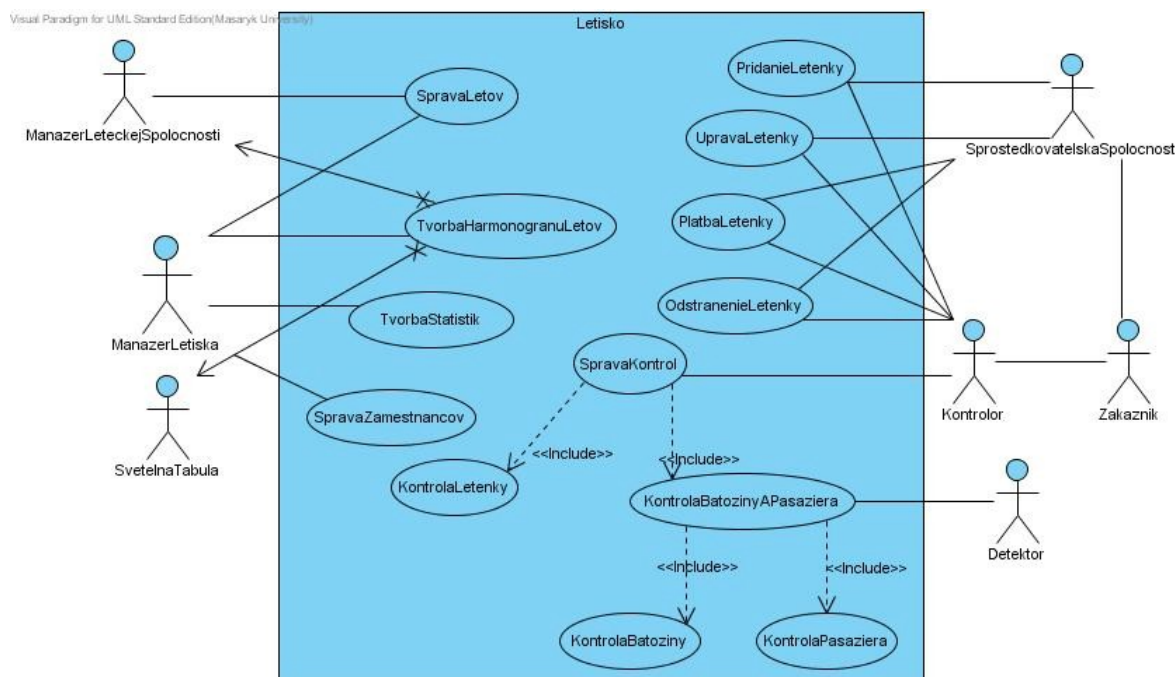 Visual Paradigm for UML Standard Edition(Masaryk University)
Letisko
ManazerLeteckejSpolocnosti
SpravaLetov
PridanieLetenky
SprostedkovatelskaSpolocnost
UpravaLetenky
TvorbaHarmonogranuLetov
PlatbaLetenky
ManazerLetiska
TvorbaStatistik
OdstranenieLetenky
SpravaKontrol
Kontrolor
Zakaznik
SvetelnaTabula
SpravaZamestnancov
<<Include>>
<<Include>>
KontrolaLetenky
KontrolaBatozinyAPasaziera
Detektor
<<Include>>
<<Include>>
KontrolaBatoziny
KontrolaPasaziera